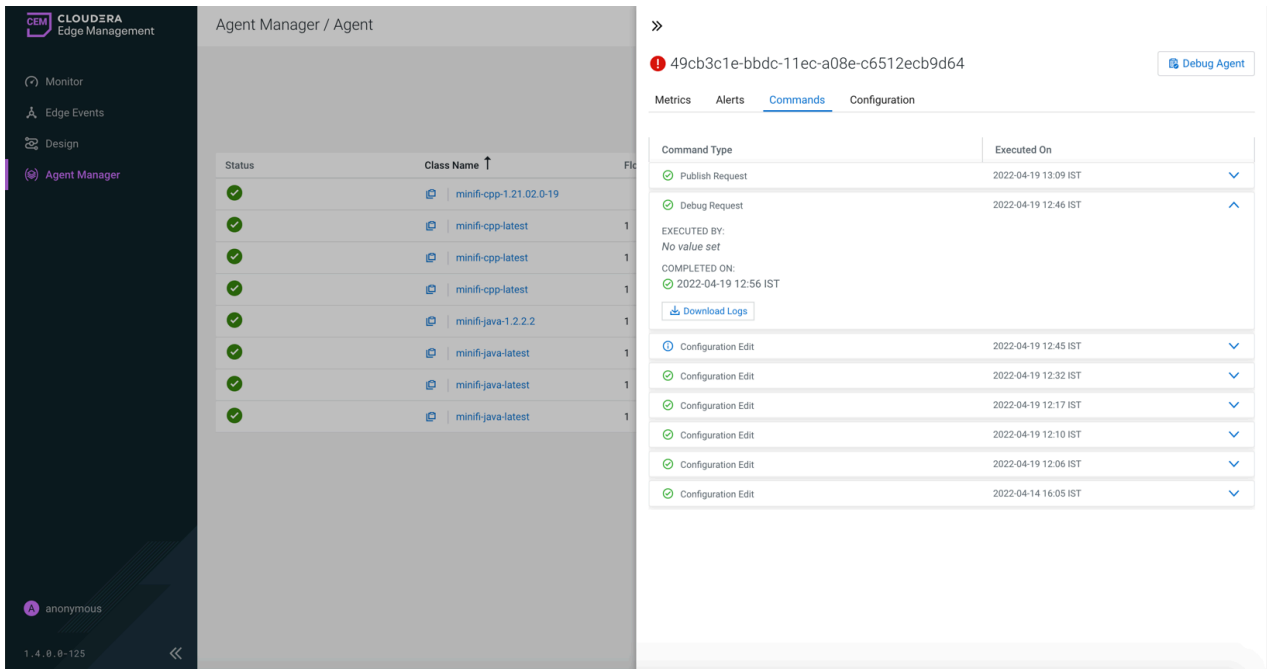 CEM CLOUDERA
Edge Management
Monitor
Edge Events
Design
Agent Manager
A anonymous
1.4.0.0-125
Agent Manager / Agent
Status Class Name Flo
minifi-cpp-1.21.02.0-19
minifi-cpp-latest 1
minifi-cpp-latest 1
minifi-cpp-latest 1
minifi-java-1.2.2.2 1
minifi-java-latest 1
minifi-java-latest 1
minifi-java-latest 1
49cb3c1e-bbdc-11ec-a08e-c6512ecb9d64
Debug Agent
Metrics Alerts Commands Configuration
Command Type Executed On
Publish Request 2022-04-19 13:09 IST
Debug Request 2022-04-19 12:46 IST
EXECUTED BY:
No value set
COMPLETED ON:
2022-04-19 12:56 IST
Download Logs
Configuration Edit 2022-04-19 12:45 IST
Configuration Edit 2022-04-19 12:32 IST
Configuration Edit 2022-04-19 12:17 IST
Configuration Edit 2022-04-19 12:10 IST
Configuration Edit 2022-04-19 12:06 IST
Configuration Edit 2022-04-14 16:05 IST